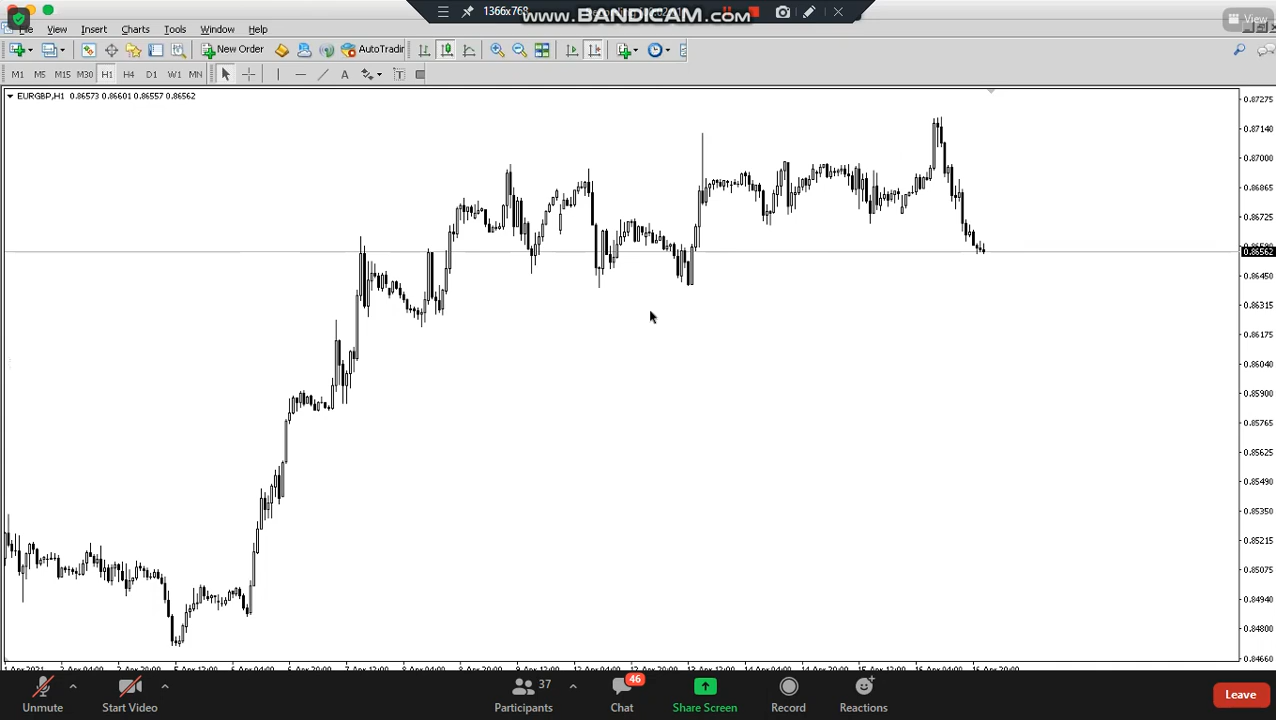 1366x768
www.BANDICAM.com
View
View Insert Charts Tools Window Help
New Order AutoTradin
M1 M5 M15 M30 H1 H4 D1 W1 MN A T
EURGBP,H1 0.86573 0.86601 0.86557 0.86562
0.87275
0.87140
0.87000
0.86865
0.86725
0.86562
0.86450
0.86315
0.86175
0.86040
0.85900
0.85765
0.85625
0.85490
0.85350
0.85215
0.85075
0.84940
0.84800
0.84660
46
37
Unmute Start Video Participants Chat Share Screen Record Reactions Leave